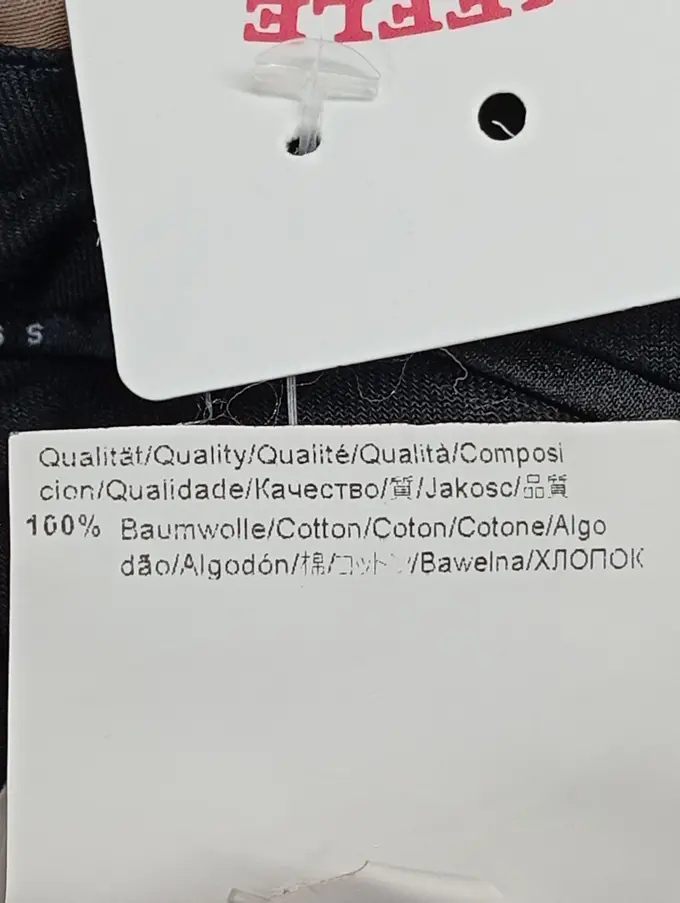 S S
Qualität/Quality/Qualité/Qualità/Composi
cion/Qualidade/Качество/質/Jakosc/品質
100% Baumwolle/Cotton/Coton/Cotone/Algo
dão/Algodón/棉/コットン/Bawelna/ХЛОПОК